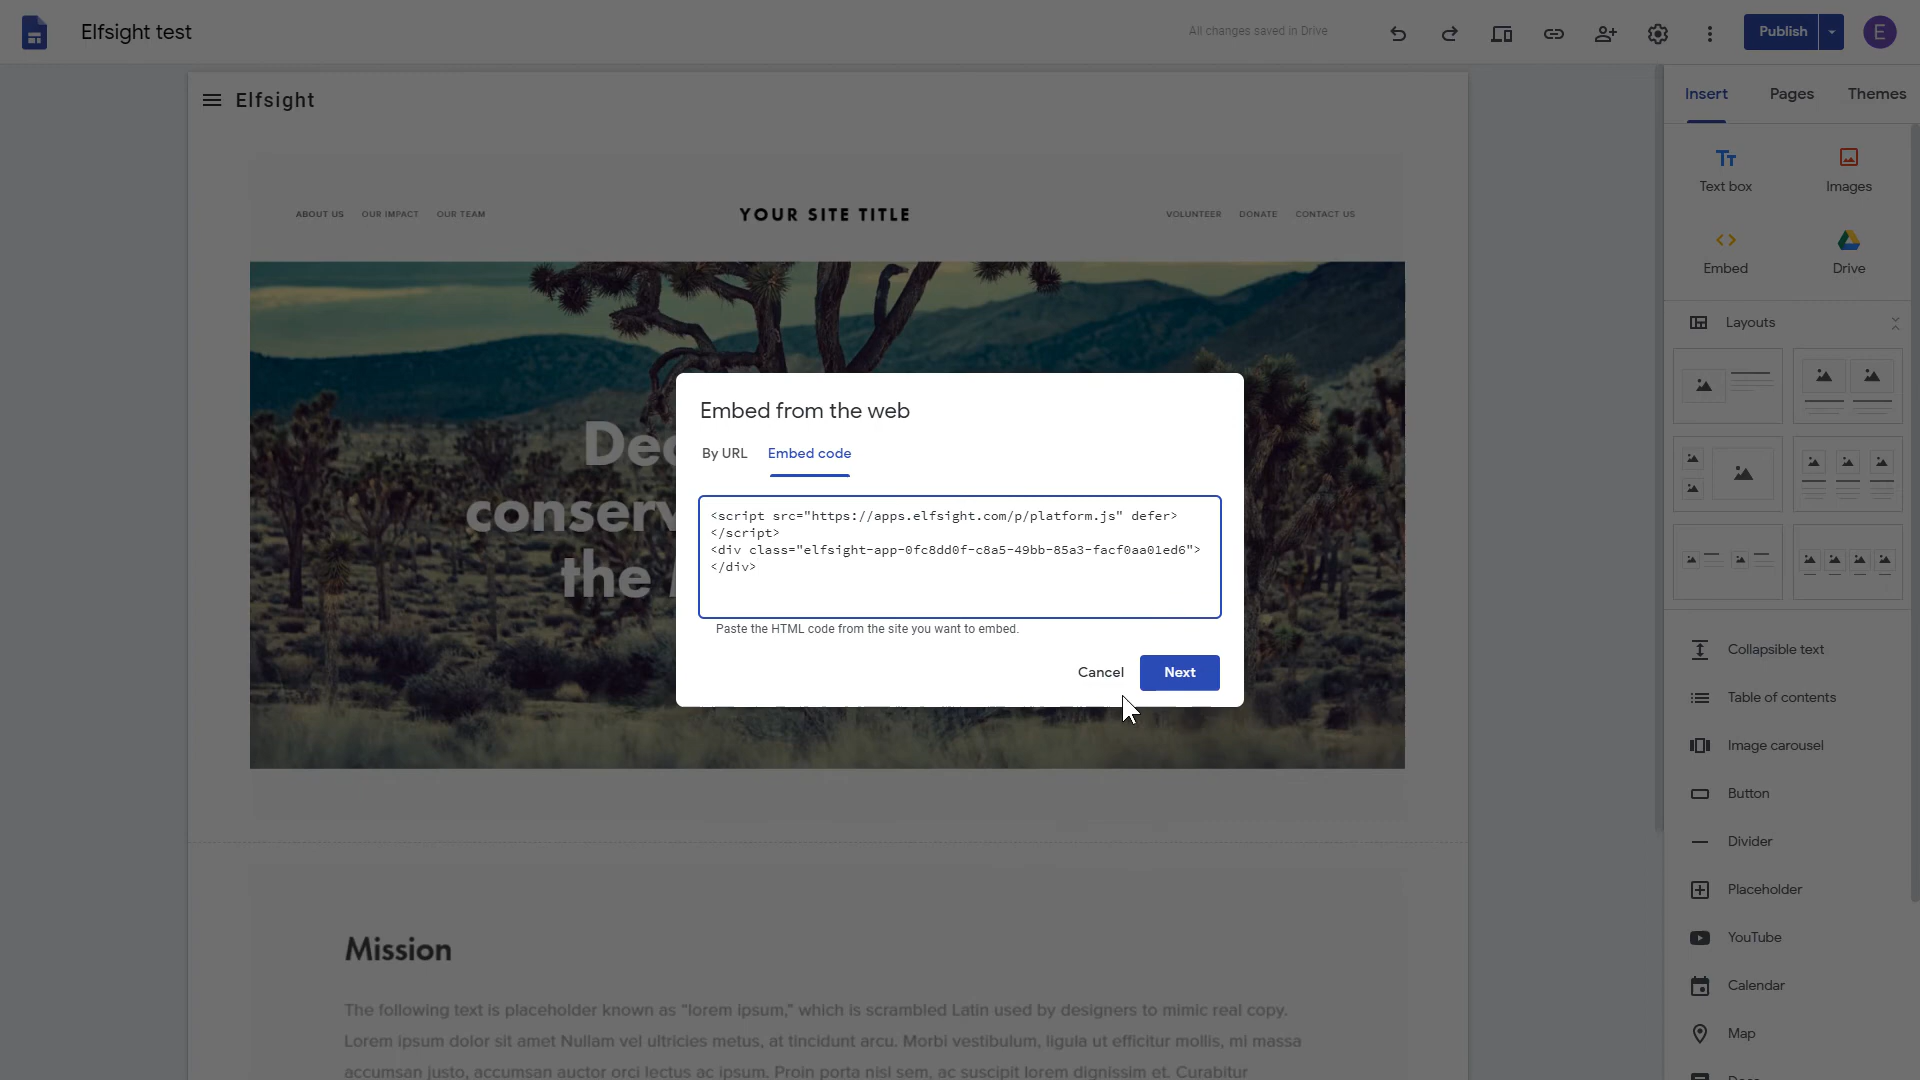 Elfsight test
All changes saved in Drive
Publish
E
Elfsight
Insert
Pages
Themes
Text box
Images
Embed
Drive
Layouts
ABOUT US
OUR IMPACT
OUR TEAM
YOUR SITE TITLE
VOLUNTEER
DONATE
CONTACT US
conserv
the
Embed from the web
By URL
Embed code
<script src="https://apps.elfsight.com/p/platform.js" defer>
</script>
<div class="elfsight-app-0fc8dd0f-c8a5-49bb-85a3-facf0aa01ed6">
</div>
Paste the HTML code from the site you want to embed.
Cancel
Next
Collapsible text
Table of contents
Image carousel
Button
Divider
Placeholder
YouTube
Calendar
Map
Mission
The following text is placeholder known as “lorem ipsum,” which is scrambled Latin used by designers to mimic real copy.
Lorem ipsum dolor sit amet Nullam vel ultricies metus, at tincidunt arcu. Morbi vestibulum, ligula ut efficitur mollis, mi massa
accumsan justo, accumsan auctor orci lectus ac ipsum. Proin porta nisl sem, ac suscipit lorem dignissim et. Curabitur